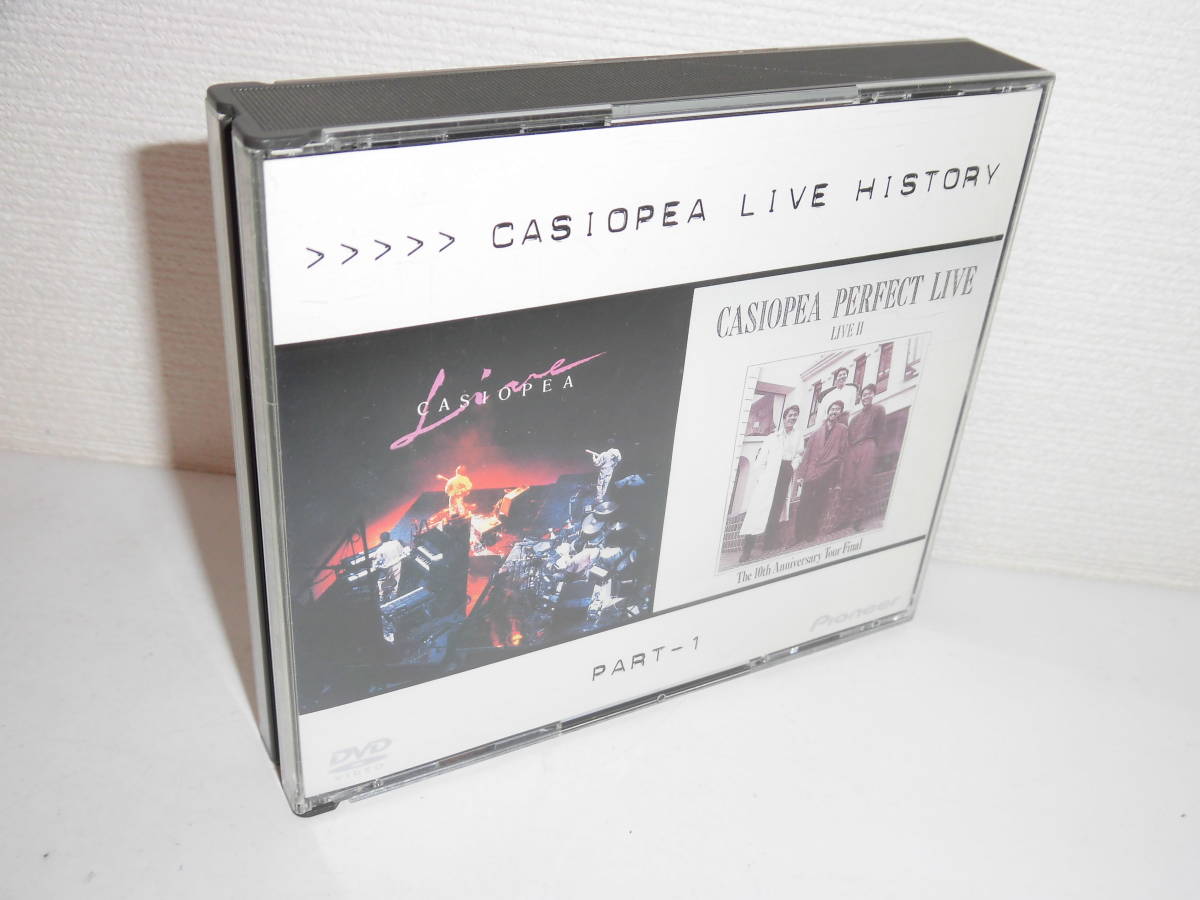 >>>>> CASIOPEA LIVE HISTORY
Live
CASIOPEA
CASIOPEA PERFECT LIVE
LIVE II
The 10th Anniversary Tour Final
Pioneer
PART-1
DVD
VIDEO